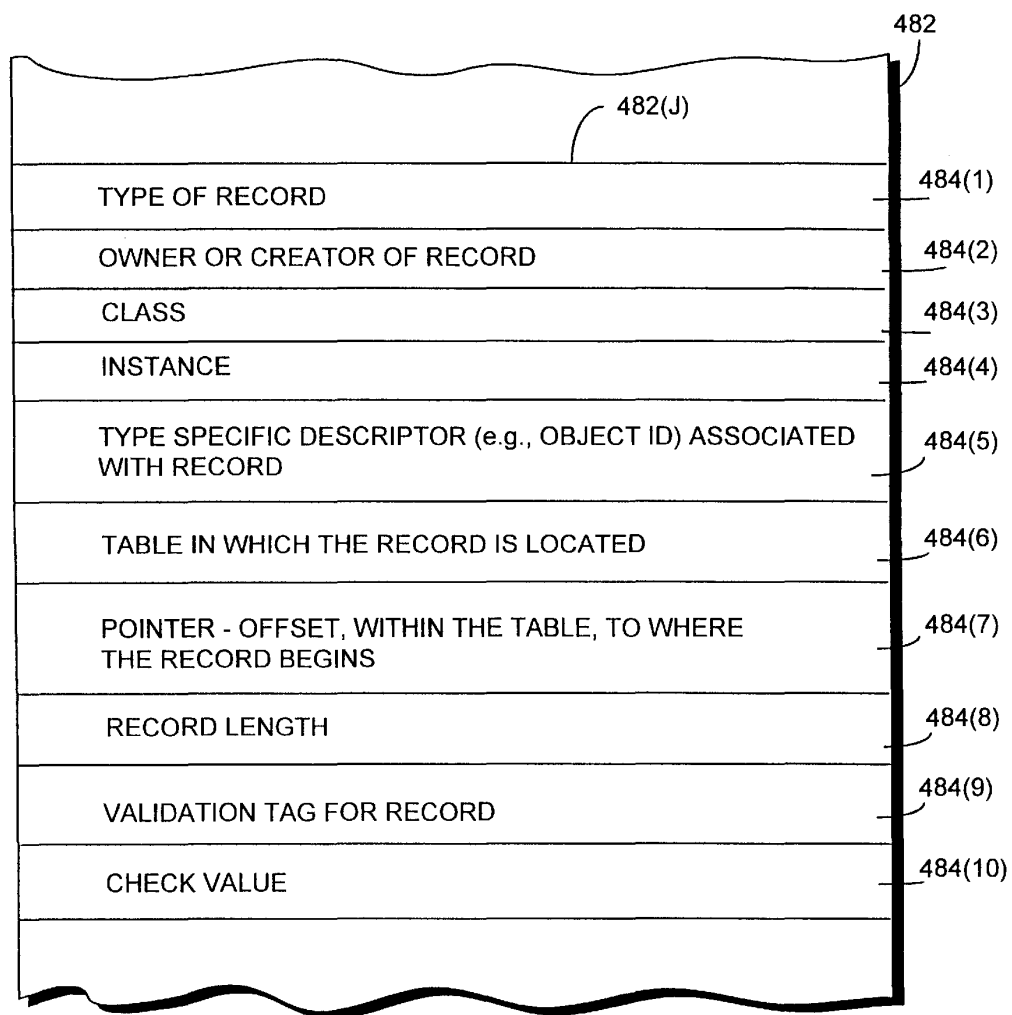 482
482(J)
TYPE OF RECORD
484(1)
OWNER OR CREATOR OF RECORD
484(2)
CLASS
484(3)
INSTANCE
484(4)
TYPE SPECIFIC DESCRIPTOR (e.g., OBJECT ID) ASSOCIATED
WITH RECORD
484(5)
TABLE IN WHICH THE RECORD IS LOCATED
484(6)
POINTER - OFFSET, WITHIN THE TABLE, TO WHERE
THE RECORD BEGINS
484(7)
RECORD LENGTH
484(8)
VALIDATION TAG FOR RECORD
484(9)
CHECK VALUE
484(10)